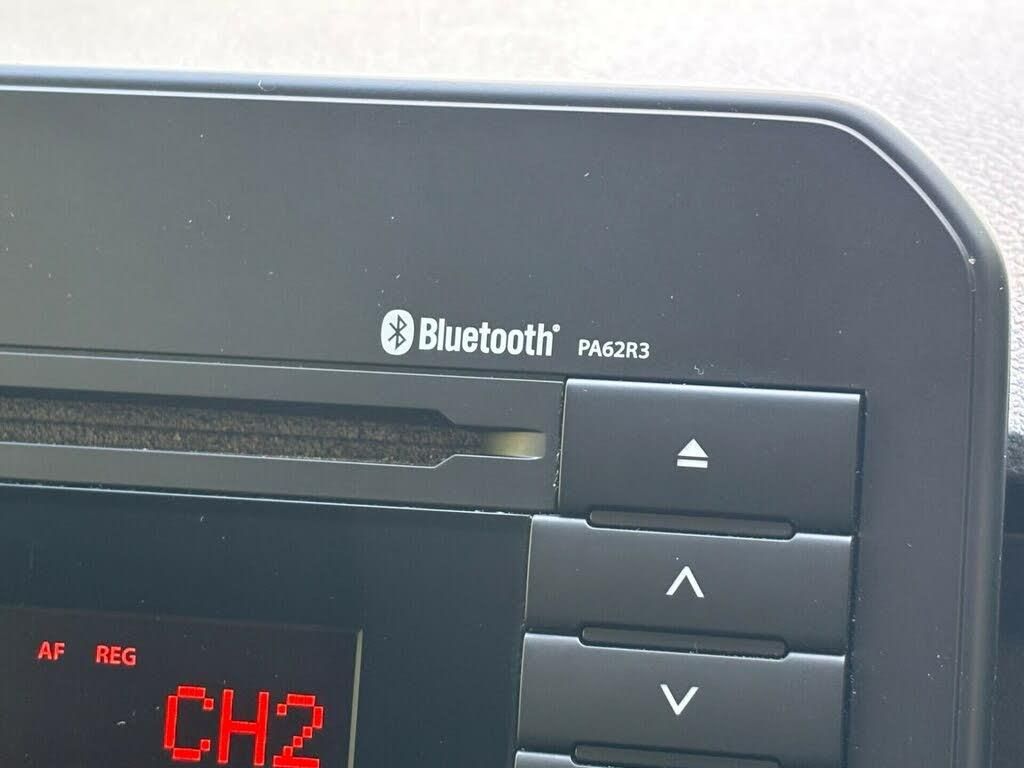 Bluetooth® PA62R3
AF REG
CH2